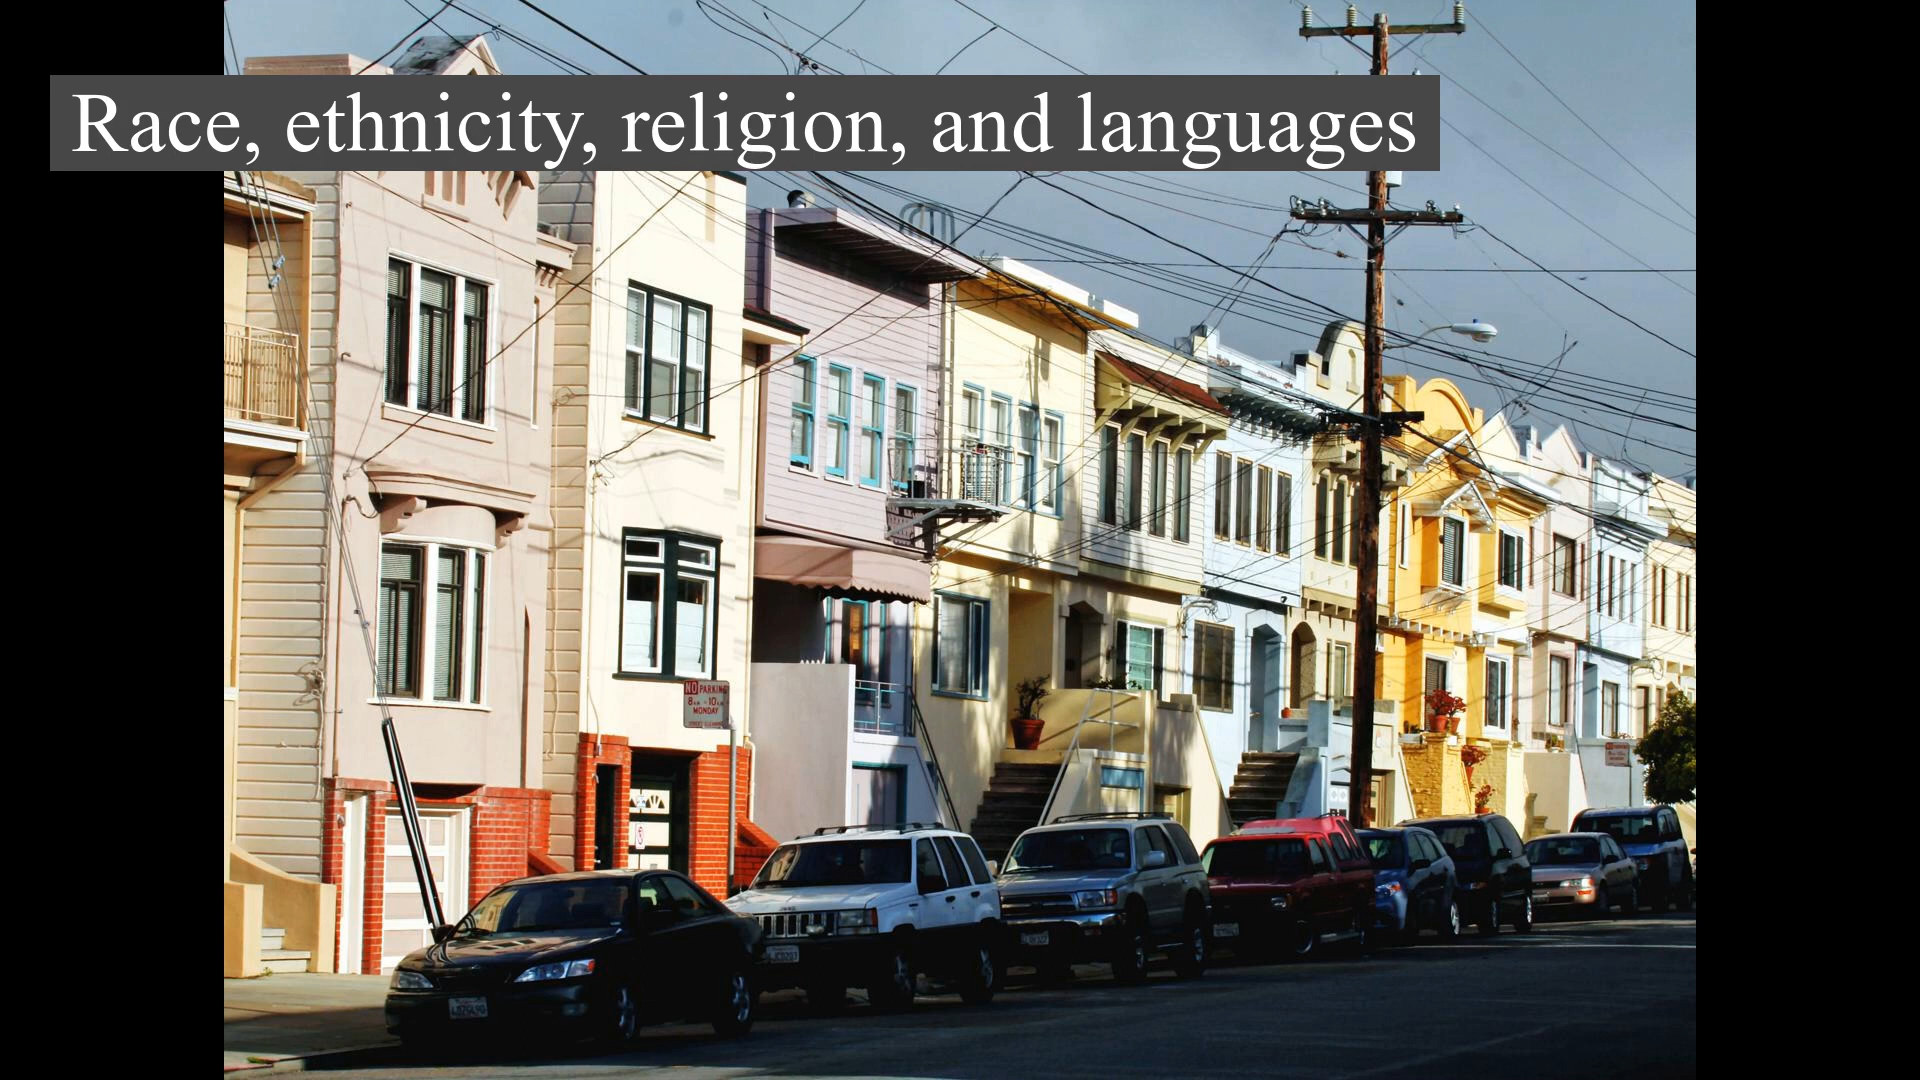 Race, ethnicity, religion, and languages
NO PARKING
8 A.M. - 10 A.M.
MONDAY